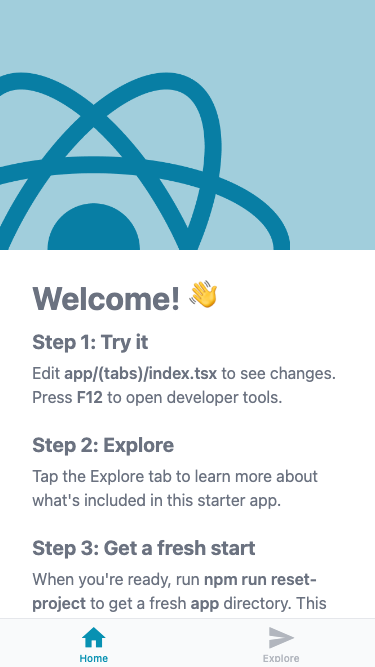 Welcome! 👋
Step 1: Try it
Edit app/(tabs)/index.tsx to see changes.
Press F12 to open developer tools.
Step 2: Explore
Tap the Explore tab to learn more about
what's included in this starter app.
Step 3: Get a fresh start
When you're ready, run npm run reset-
project to get a fresh app directory. This
Home
Explore